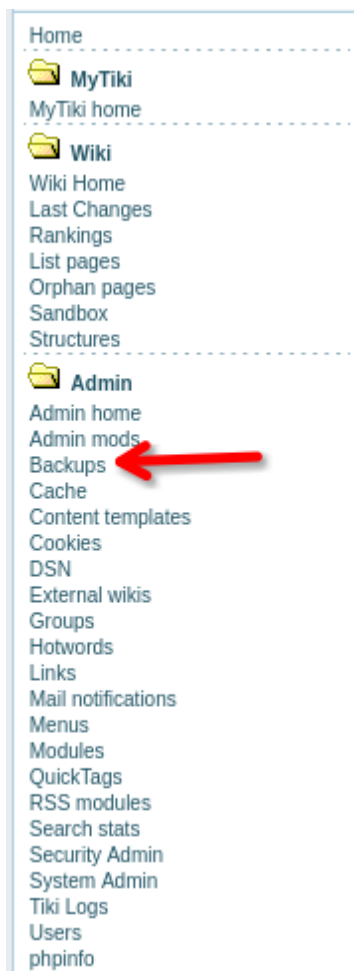 Home
MyTiki
MyTiki home
Wiki
Wiki Home
Last Changes
Rankings
List pages
Orphan pages
Sandbox
Structures
Admin
Admin home
Admin mods
Backups
Cache
Content templates
Cookies
DSN
External wikis
Groups
Hotwords
Links
Mail notifications
Menus
Modules
QuickTags
RSS modules
Search stats
Security Admin
System Admin
Tiki Logs
Users
phpinfo